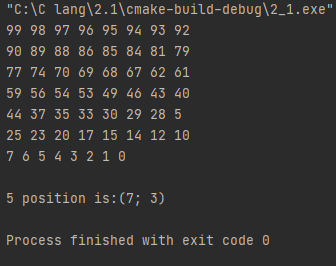 "C:\C lang\2.1\cmake-build-debug\2_1.exe"
99 98 97 96 95 94 93 92
90 89 88 86 85 84 81 79
77 74 70 69 68 67 62 61
59 56 54 53 49 46 43 40
44 37 35 33 30 29 28 5
25 23 20 17 15 14 12 10
7 6 5 4 3 2 1 0
5 position is:(7; 3)
Process finished with exit code 0